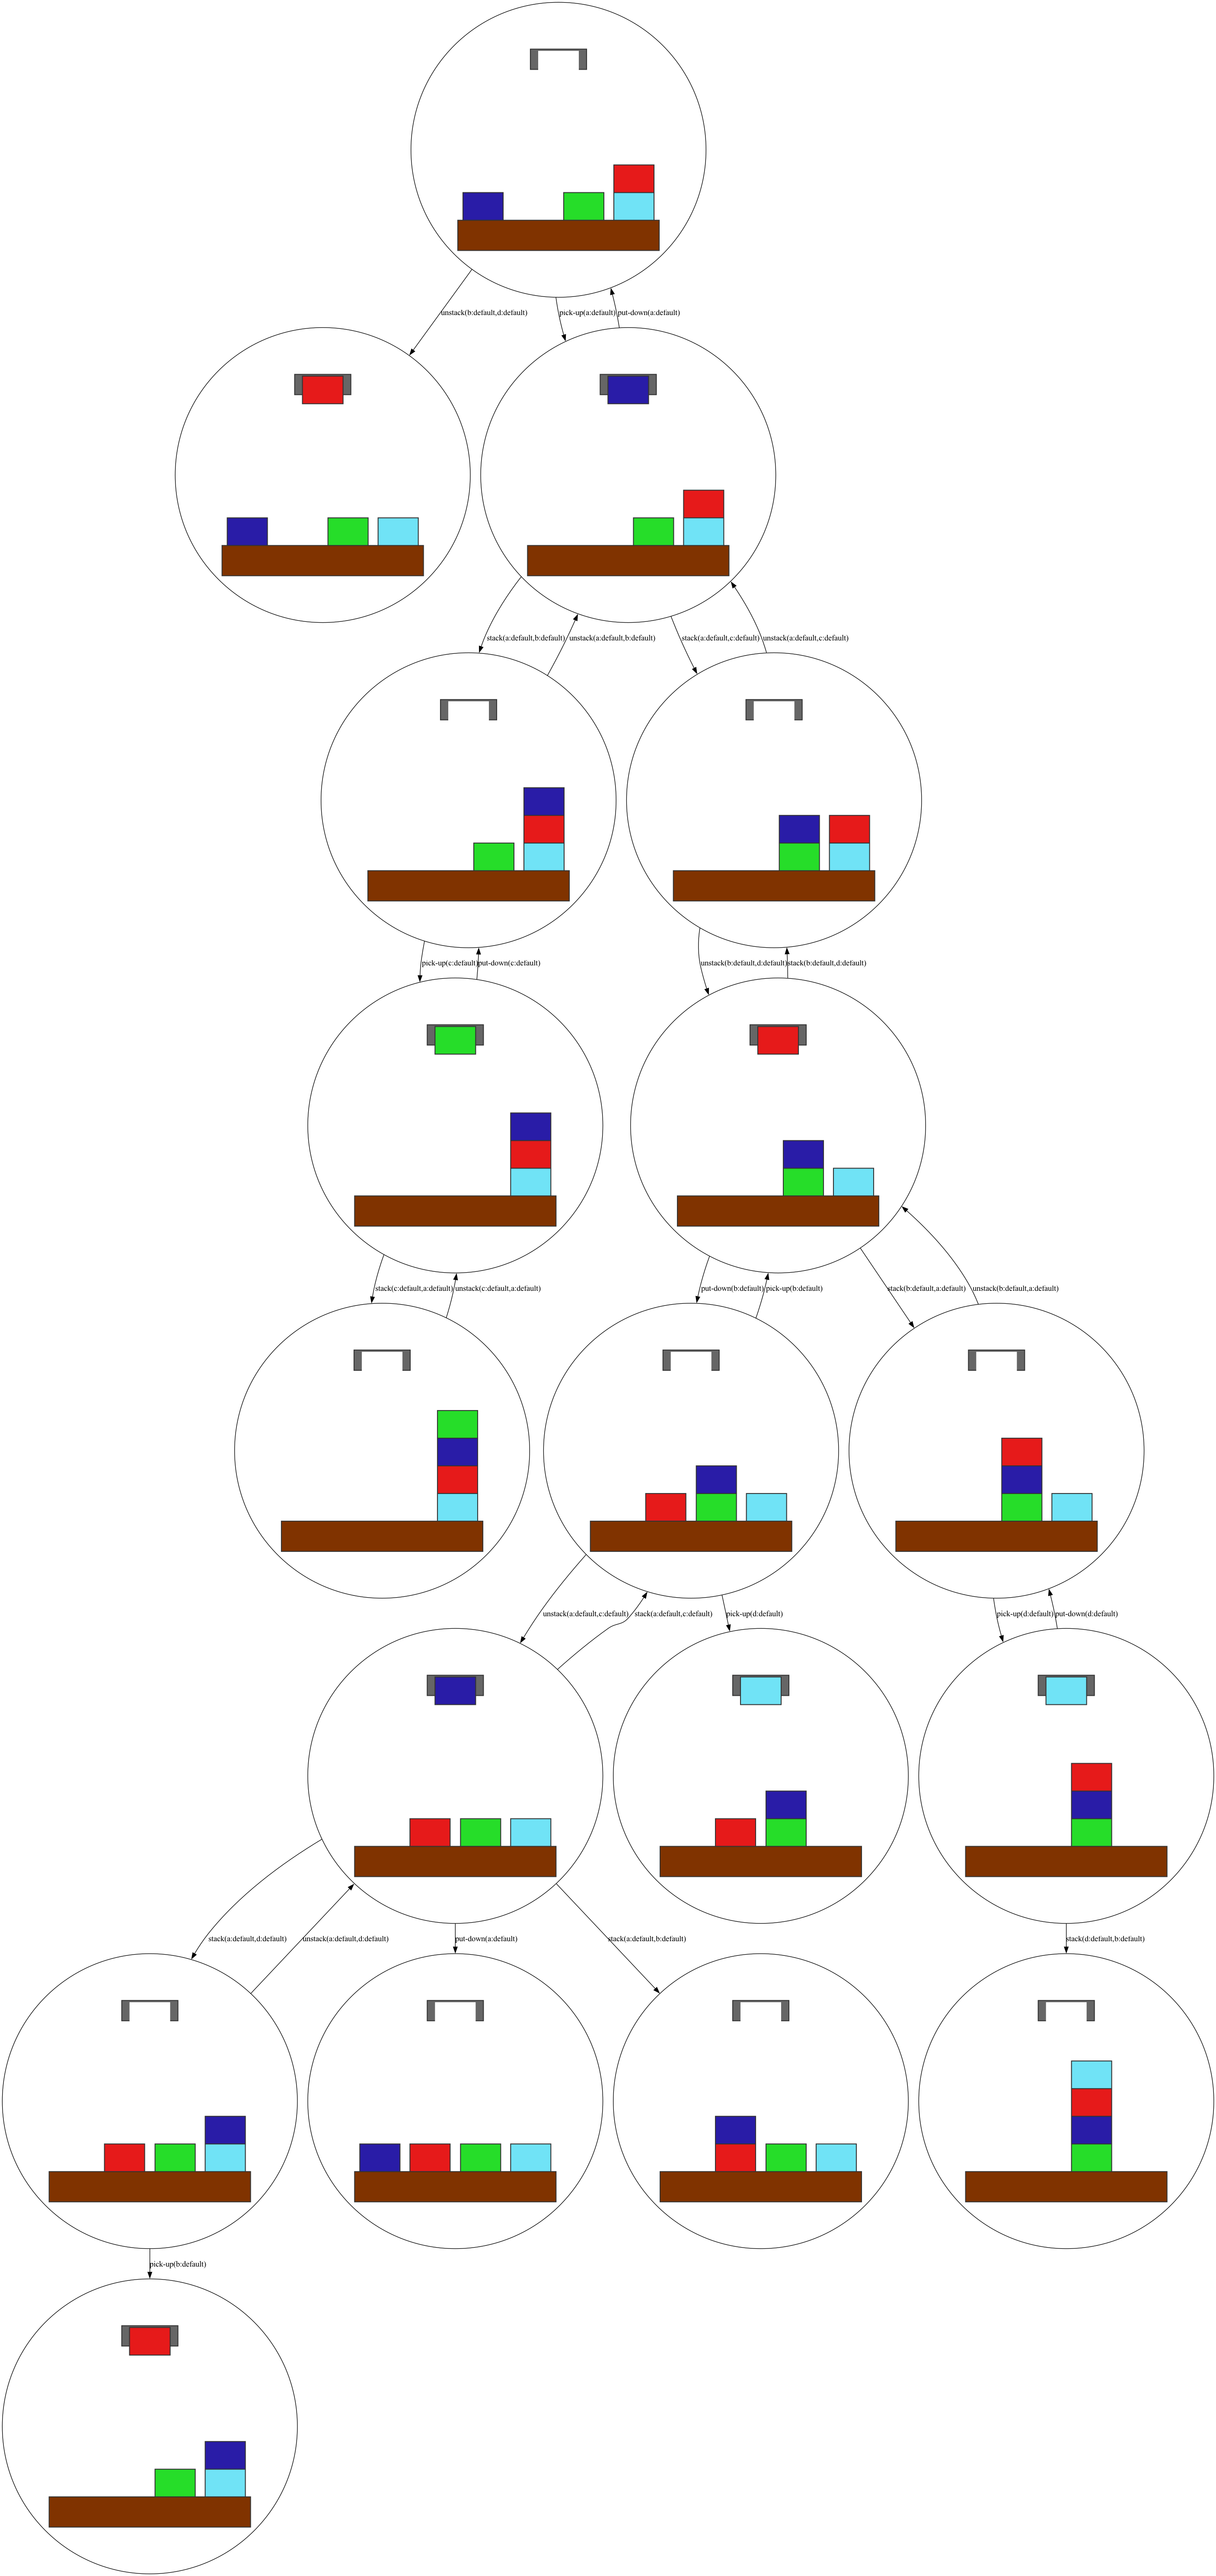 unstack(b:default,d:default)
pick-up(a:default)
put-down(a:default)
stack(a:default,b:default)
unstack(a:default,b:default)
stack(a:default,c:default)
unstack(a:default,c:default)
pick-up(c:default)
put-down(c:default)
unstack(b:default,d:default)
stack(b:default,d:default)
stack(c:default,a:default)
unstack(c:default,a:default)
put-down(b:default)
pick-up(b:default)
stack(b:default,a:default)
unstack(b:default,a:default)
unstack(a:default,c:default)
stack(a:default,c:default)
pick-up(d:default)
pick-up(d:default)
put-down(d:default)
stack(a:default,d:default)
unstack(a:default,d:default)
put-down(a:default)
stack(a:default,b:default)
stack(d:default,b:default)
pick-up(b:default)